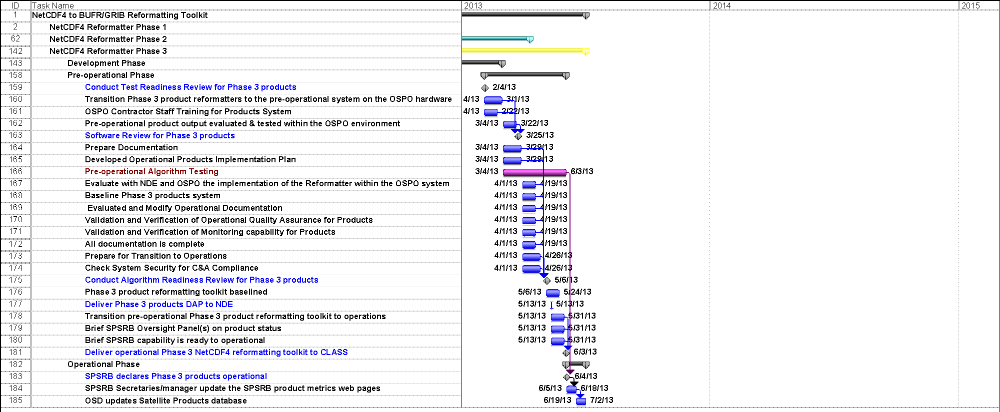 ID Task Name 2013 2014 2015
1 NetCDF4 to BUFR/GRIB Reformatting Toolkit
2 NetCDF4 Reformatter Phase 1
62 NetCDF4 Reformatter Phase 2
142 NetCDF4 Reformatter Phase 3
143 Development Phase
158 Pre-operational Phase
159 Conduct Test Readiness Review for Phase 3 products 2/4/13
160 Transition Phase 3 product reformatters to the pre-operational system on the OSPO hardware 4/13 3/1/13
161 OSPO Contractor Staff Training for Products System 4/13 2/22/13
162 Pre-operational product output evaluated & tested within the OSPO environment 3/4/13 3/22/13
163 Software Review for Phase 3 products 3/25/13
164 Prepare Documentation 3/4/13 3/29/13
165 Developed Operational Products Implementation Plan 3/4/13 3/29/13
166 Pre-operational Algorithm Testing 3/4/13 6/3/13
167 Evaluate with NDE and OSPO the implementation of the Reformatter within the OSPO system 4/1/13 4/19/13
168 Baseline Phase 3 products system 4/1/13 4/19/13
169 Evaluated and Modify Operational Documentation 4/1/13 4/19/13
170 Validation and Verification of Operational Quality Assurance for Products 4/1/13 4/19/13
171 Validation and Verification of Monitoring capability for Products 4/1/13 4/19/13
172 All documentation is complete 4/1/13 4/19/13
173 Prepare for Transition to Operations 4/1/13 4/26/13
174 Check System Security for C&A Compliance 4/1/13 4/26/13
175 Conduct Algorithm Readiness Review for Phase 3 products 5/6/13
176 Phase 3 product reformatting toolkit baselined 5/6/13 5/24/13
177 Deliver Phase 3 products DAP to NDE 5/13/13 5/13/13
178 Transition pre-operational Phase 3 product reformatting toolkit to operations 5/13/13 5/31/13
179 Brief SPSRB Oversight Panel(s) on product status 5/13/13 5/31/13
180 Brief SPSRB capability is ready to operational 5/13/13 5/31/13
181 Deliver operational Phase 3 NetCDF4 reformatting toolkit to CLASS 6/3/13
182 Operational Phase
183 SPSRB declares Phase 3 products operational 6/4/13
184 SPSRB Secretaries/manager update the SPSRB product metrics web pages 6/5/13 6/18/13
185 OSD updates Satellite Products database 6/19/13 7/2/13